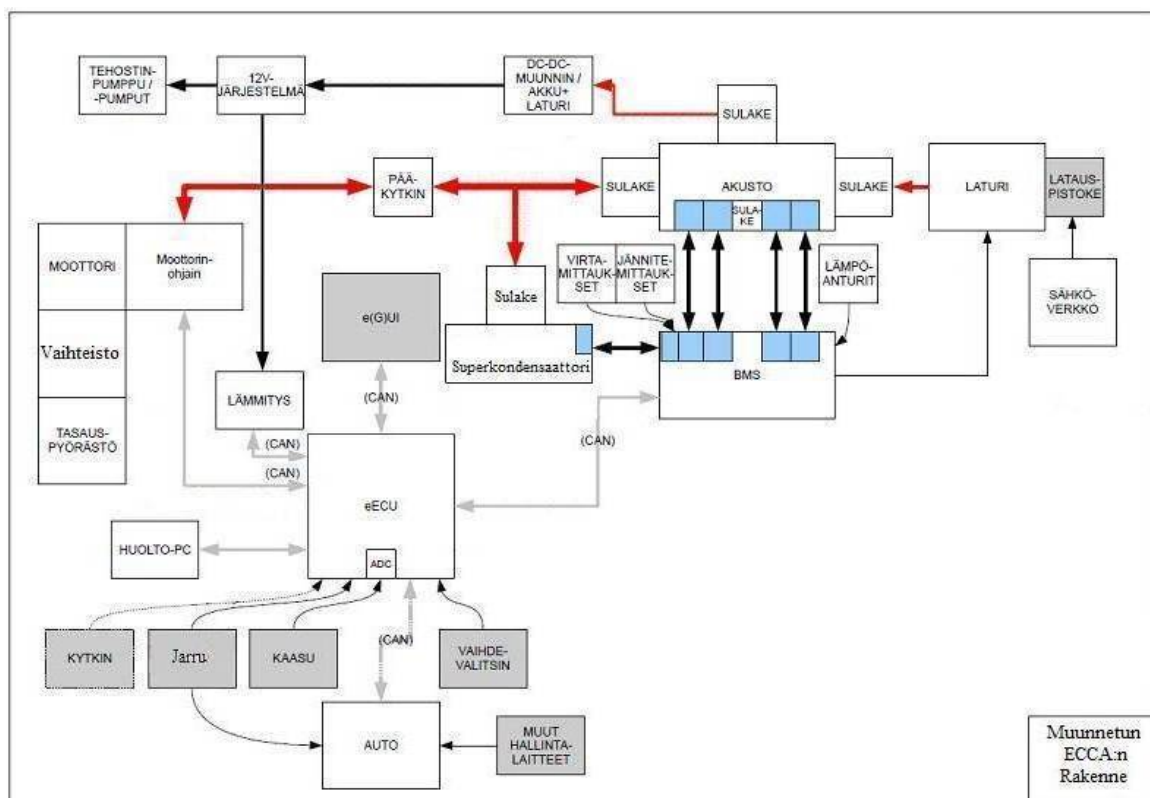 TEHOSTIN-
PUMPPU /
-PUMPUT
12V-
JÄRJESTELMÄ
DC-DC-
MUUNNIN /
AKKU+
LATURI
SULAKE
PÄÄ-
KYTKIN
SULAKE
AKUSTO
SULA-
KE
SULAKE
LATURI
LATAUS-
PISTOKE
MOOTTORI
Moottorin-
ohjain
VIRTA-
MITTAUK-
SET
JÄNNITE-
MITTAUK-
SET
LÄMPÖ-
ANTURIT
SÄHKÖ-
VERKKO
Sulake
e(G)UI
Vaihteisto
Superkondensaattori
BMS
LÄMMITYS
(CAN)
TASAUS-
PYÖRÄSTÖ
(CAN)
(CAN)
(CAN)
eECU
HUOLTO-PC
ADC
KYTKIN
Jarru
KAASU
(CAN)
VAIHDE-
VALITSIN
AUTO
MUUT
HALLINTA-
LAITTEET
Muunnetun
ECCA:n
Rakenne